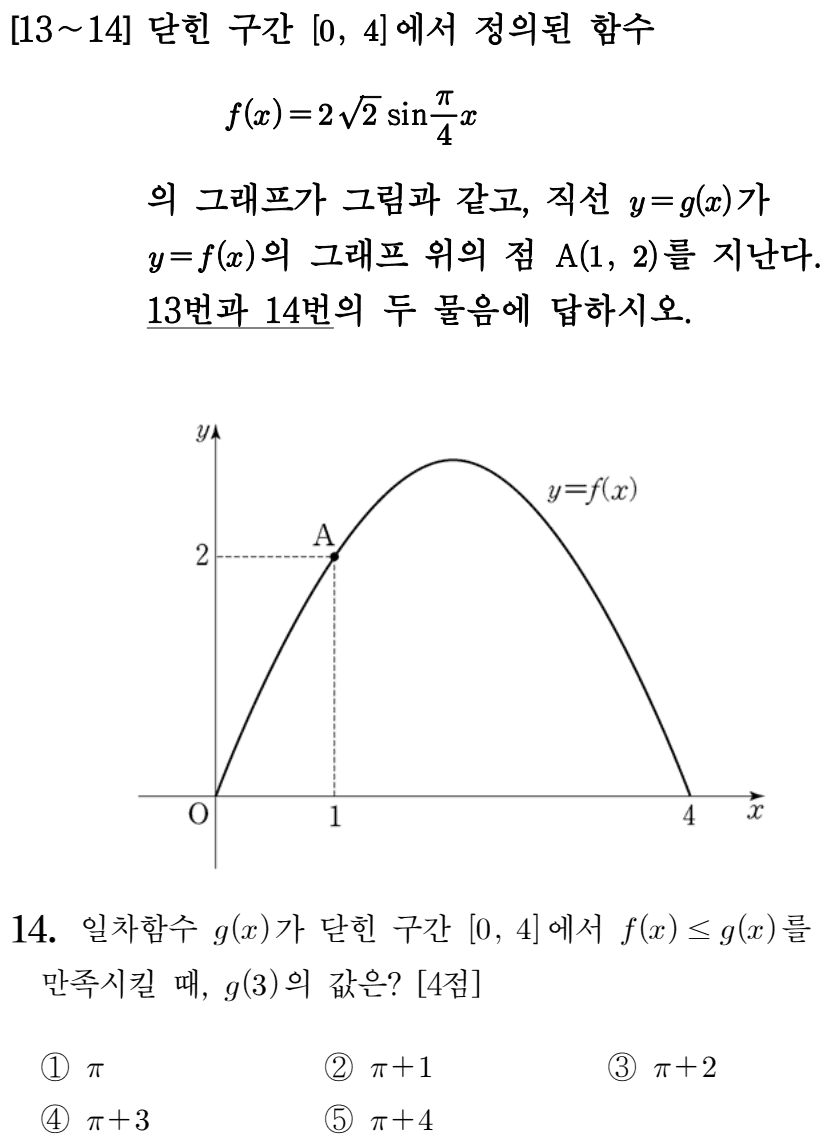 [13~14] 닫힌 구간 [0, 4]에서 정의된 함수
f(x)=2√2 sin π/4 x
의 그래프가 그림과 같고, 직선 y=g(x)가
y=f(x)의 그래프 위의 점 A(1, 2)를 지난다.
13번과 14번의 두 물음에 답하시오.
y
y=f(x)
A
2
O 1 4 x
14. 일차함수 g(x)가 닫힌 구간 [0, 4]에서 f(x)≤g(x)를
만족시킬 때, g(3)의 값은? [4점]
① π ② π+1 ③ π+2
④ π+3 ⑤ π+4